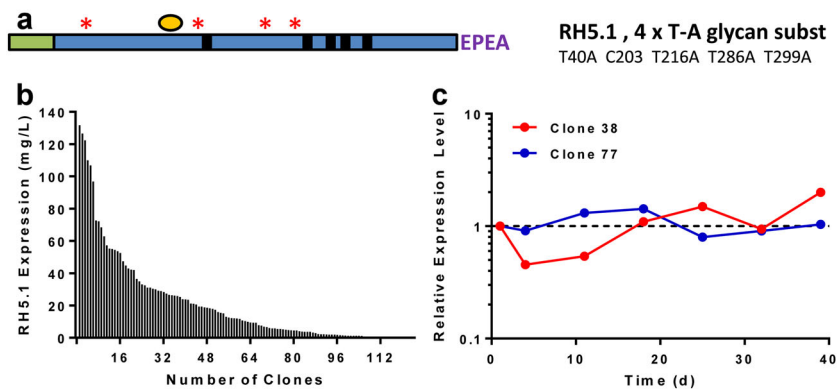 a
* * * *
EPEA
RH5.1 , 4 x T-A glycan subst
T40A C203 T216A T286A T299A
b
140
120
100
80
60
40
20
0
RH5.1 Expression (mg/L)
16 32 48 64 80 96 112
Number of Clones
c
10
1
0.1
Relative Expression Level
Clone 38
Clone 77
0 10 20 30 40
Time (d)